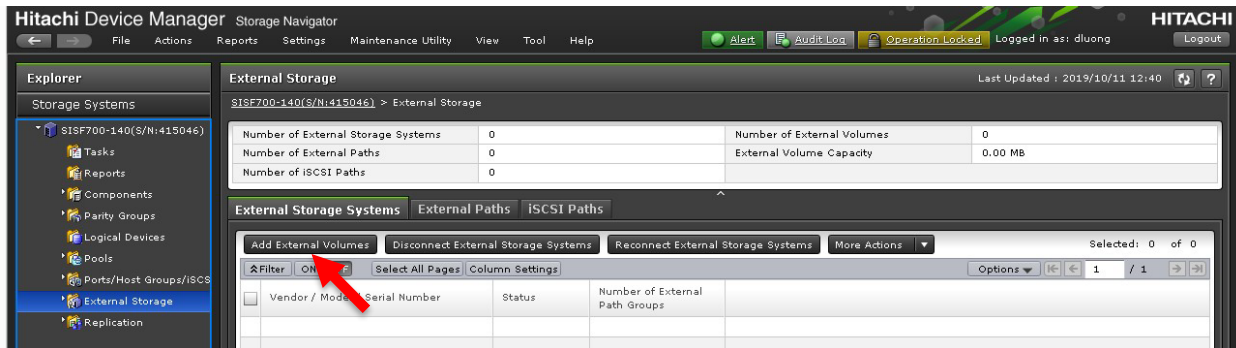 Hitachi Device Manager Storage Navigator HITACHI
File Actions Reports Settings Maintenance Utility View Tool Help Alert Audit Log Operation Locked Logged in as: dluong Logout
Explorer
Storage Systems
SISF700-140(S/N:415046)
Tasks
Reports
Components
Parity Groups
Logical Devices
Pools
Ports/Host Groups/iSCS
External Storage
Replication
External Storage Last Updated : 2019/10/11 12:40 ?
SISF700-140(S/N:415046) > External Storage
Number of External Storage Systems 0 Number of External Volumes 0
Number of External Paths 0 External Volume Capacity 0.00 MB
Number of iSCSI Paths 0
External Storage Systems External Paths iSCSI Paths
Add External Volumes Disconnect External Storage Systems Reconnect External Storage Systems More Actions Selected: 0 of 0
Filter ON Select All Pages Column Settings Options 1 / 1
Vendor / Serial Number Status Number of External
Path Groups